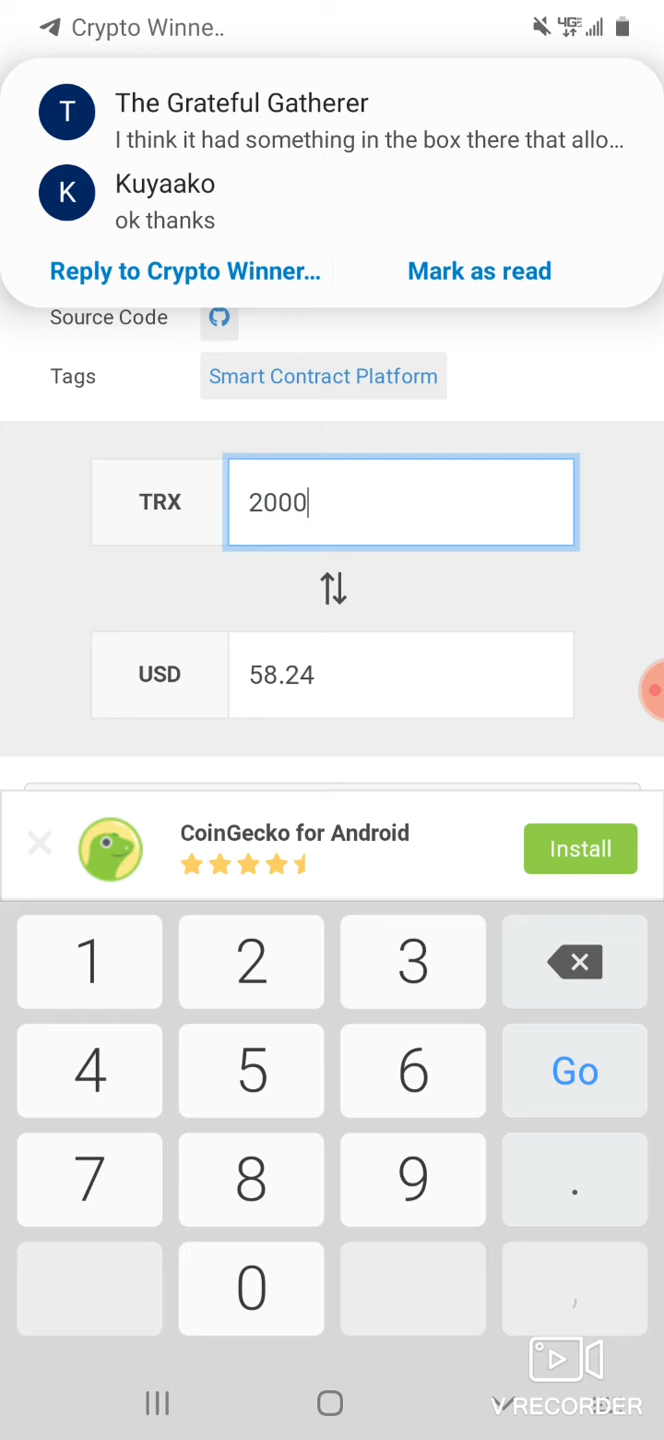 Crypto Winne..
4G
T
The Grateful Gatherer
I think it had something in the box there that allo...
K
Kuyaako
ok thanks
Reply to Crypto Winner...
Mark as read
Source Code
Tags
Smart Contract Platform
TRX
2000
USD
58.24
CoinGecko for Android
Install
1 2 3
4 5 6 Go
7 8 9 .
0 ,
V RECORDER